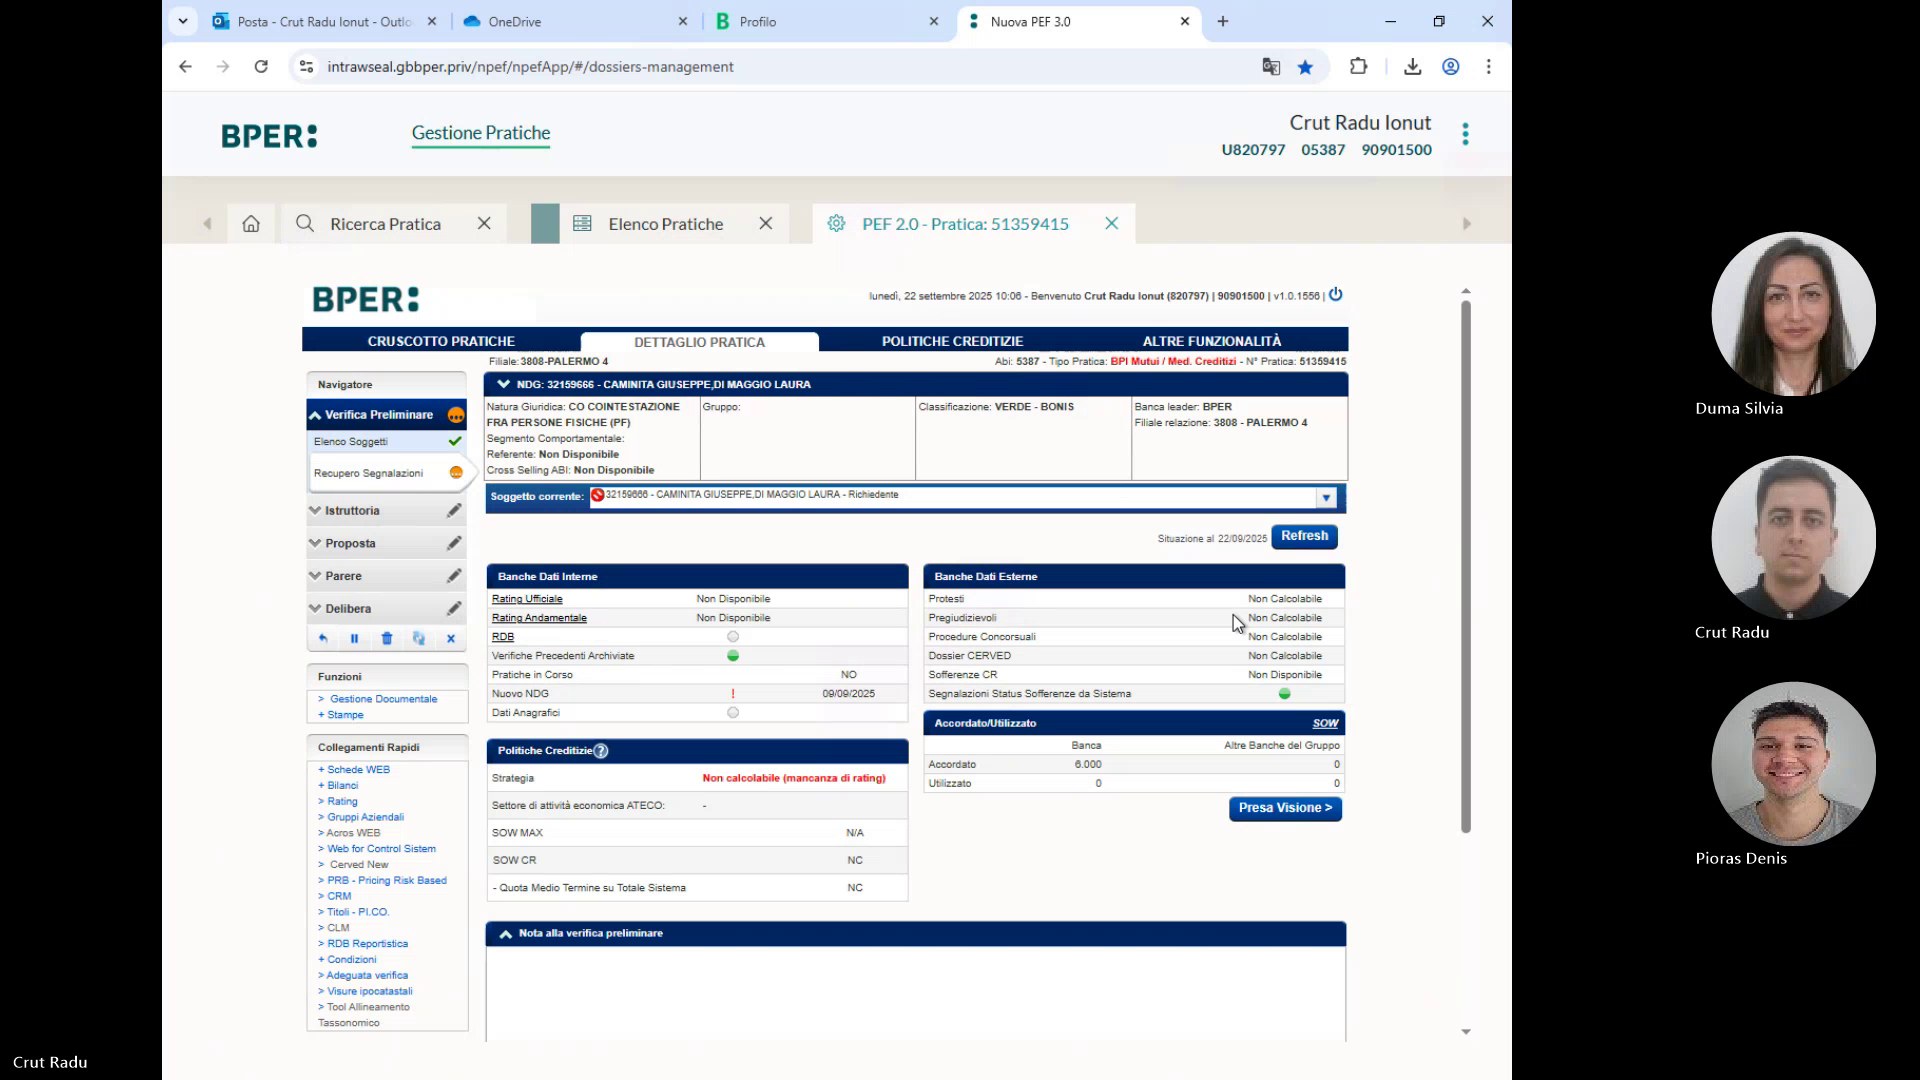 Posta - Crut Radu Ionut - Outlo
OneDrive
Profilo
Nuova PEF 3.0
intrawseal.gbbper.priv/npef/npefApp/#/dossiers-management
BPER:
Gestione Pratiche
Crut Radu Ionut
U820797 05387 90901500
Ricerca Pratica
Elenco Pratiche
PEF 2.0 - Pratica: 51359415
BPER:
lunedì, 22 settembre 2025 10:06 - Benvenuto Crut Radu Ionut (820797) | 90901500 | v1.0.1556 |
CRUSCOTTO PRATICHE
DETTAGLIO PRATICA
POLITICHE CREDITIZIE
ALTRE FUNZIONALITÀ
Filiale: 3808-PALERMO 4
Abi: 5387 - Tipo Pratica: BPI Mutui / Med. Creditizi - N° Pratica: 51359415
Navigatore
Verifica Preliminare
Elenco Soggetti
Recupero Segnalazioni
Istruttoria
Proposta
Parere
Delibera
Funzioni
> Gestione Documentale
+ Stampe
Collegamenti Rapidi
+ Schede WEB
+ Bilanci
> Rating
> Gruppi Aziendali
> Acros WEB
> Web for Control Sistem
> Cerved New
> PRB - Pricing Risk Based
> CRM
> Titoli - PI.CO.
> CLM
> RDB Reportistica
+ Condizioni
> Adeguata verifica
> Visure ipocatastali
> Tool Allineamento
Tassonomico
NDG: 32159666 - CAMINITA GIUSEPPE,DI MAGGIO LAURA
Natura Giuridica: CO COINTESTAZIONE
FRA PERSONE FISICHE (PF)
Segmento Comportamentale:
Referente: Non Disponibile
Cross Selling ABI: Non Disponibile
Gruppo:
Classificazione: VERDE - BONIS
Banca leader: BPER
Filiale relazione: 3808 - PALERMO 4
Soggetto corrente: 32159666 - CAMINITA GIUSEPPE,DI MAGGIO LAURA - Richiedente
Situazione al 22/09/2025 Refresh
Banche Dati Interne
Rating Ufficiale Non Disponibile
Rating Andamentale Non Disponibile
RDB
Verifiche Precedenti Archiviate
Pratiche in Corso NO
Nuovo NDG ! 09/09/2025
Dati Anagrafici
Politiche Creditizie ?
Strategia Non calcolabile (mancanza di rating)
Settore di attività economica ATECO: -
SOW MAX N/A
SOW CR NC
- Quota Medio Termine su Totale Sistema NC
Banche Dati Esterne
Protesti Non Calcolabile
Pregiudizievoli Non Calcolabile
Procedure Concorsuali Non Calcolabile
Dossier CERVED Non Calcolabile
Sofferenze CR Non Disponibile
Segnalazioni Status Sofferenze da Sistema
Accordato/Utilizzato SOW
Banca Altre Banche del Gruppo
Accordato 6.000 0
Utilizzato 0 0
Presa Visione >
Nota alla verifica preliminare
Duma Silvia
Crut Radu
Pioras Denis
Crut Radu